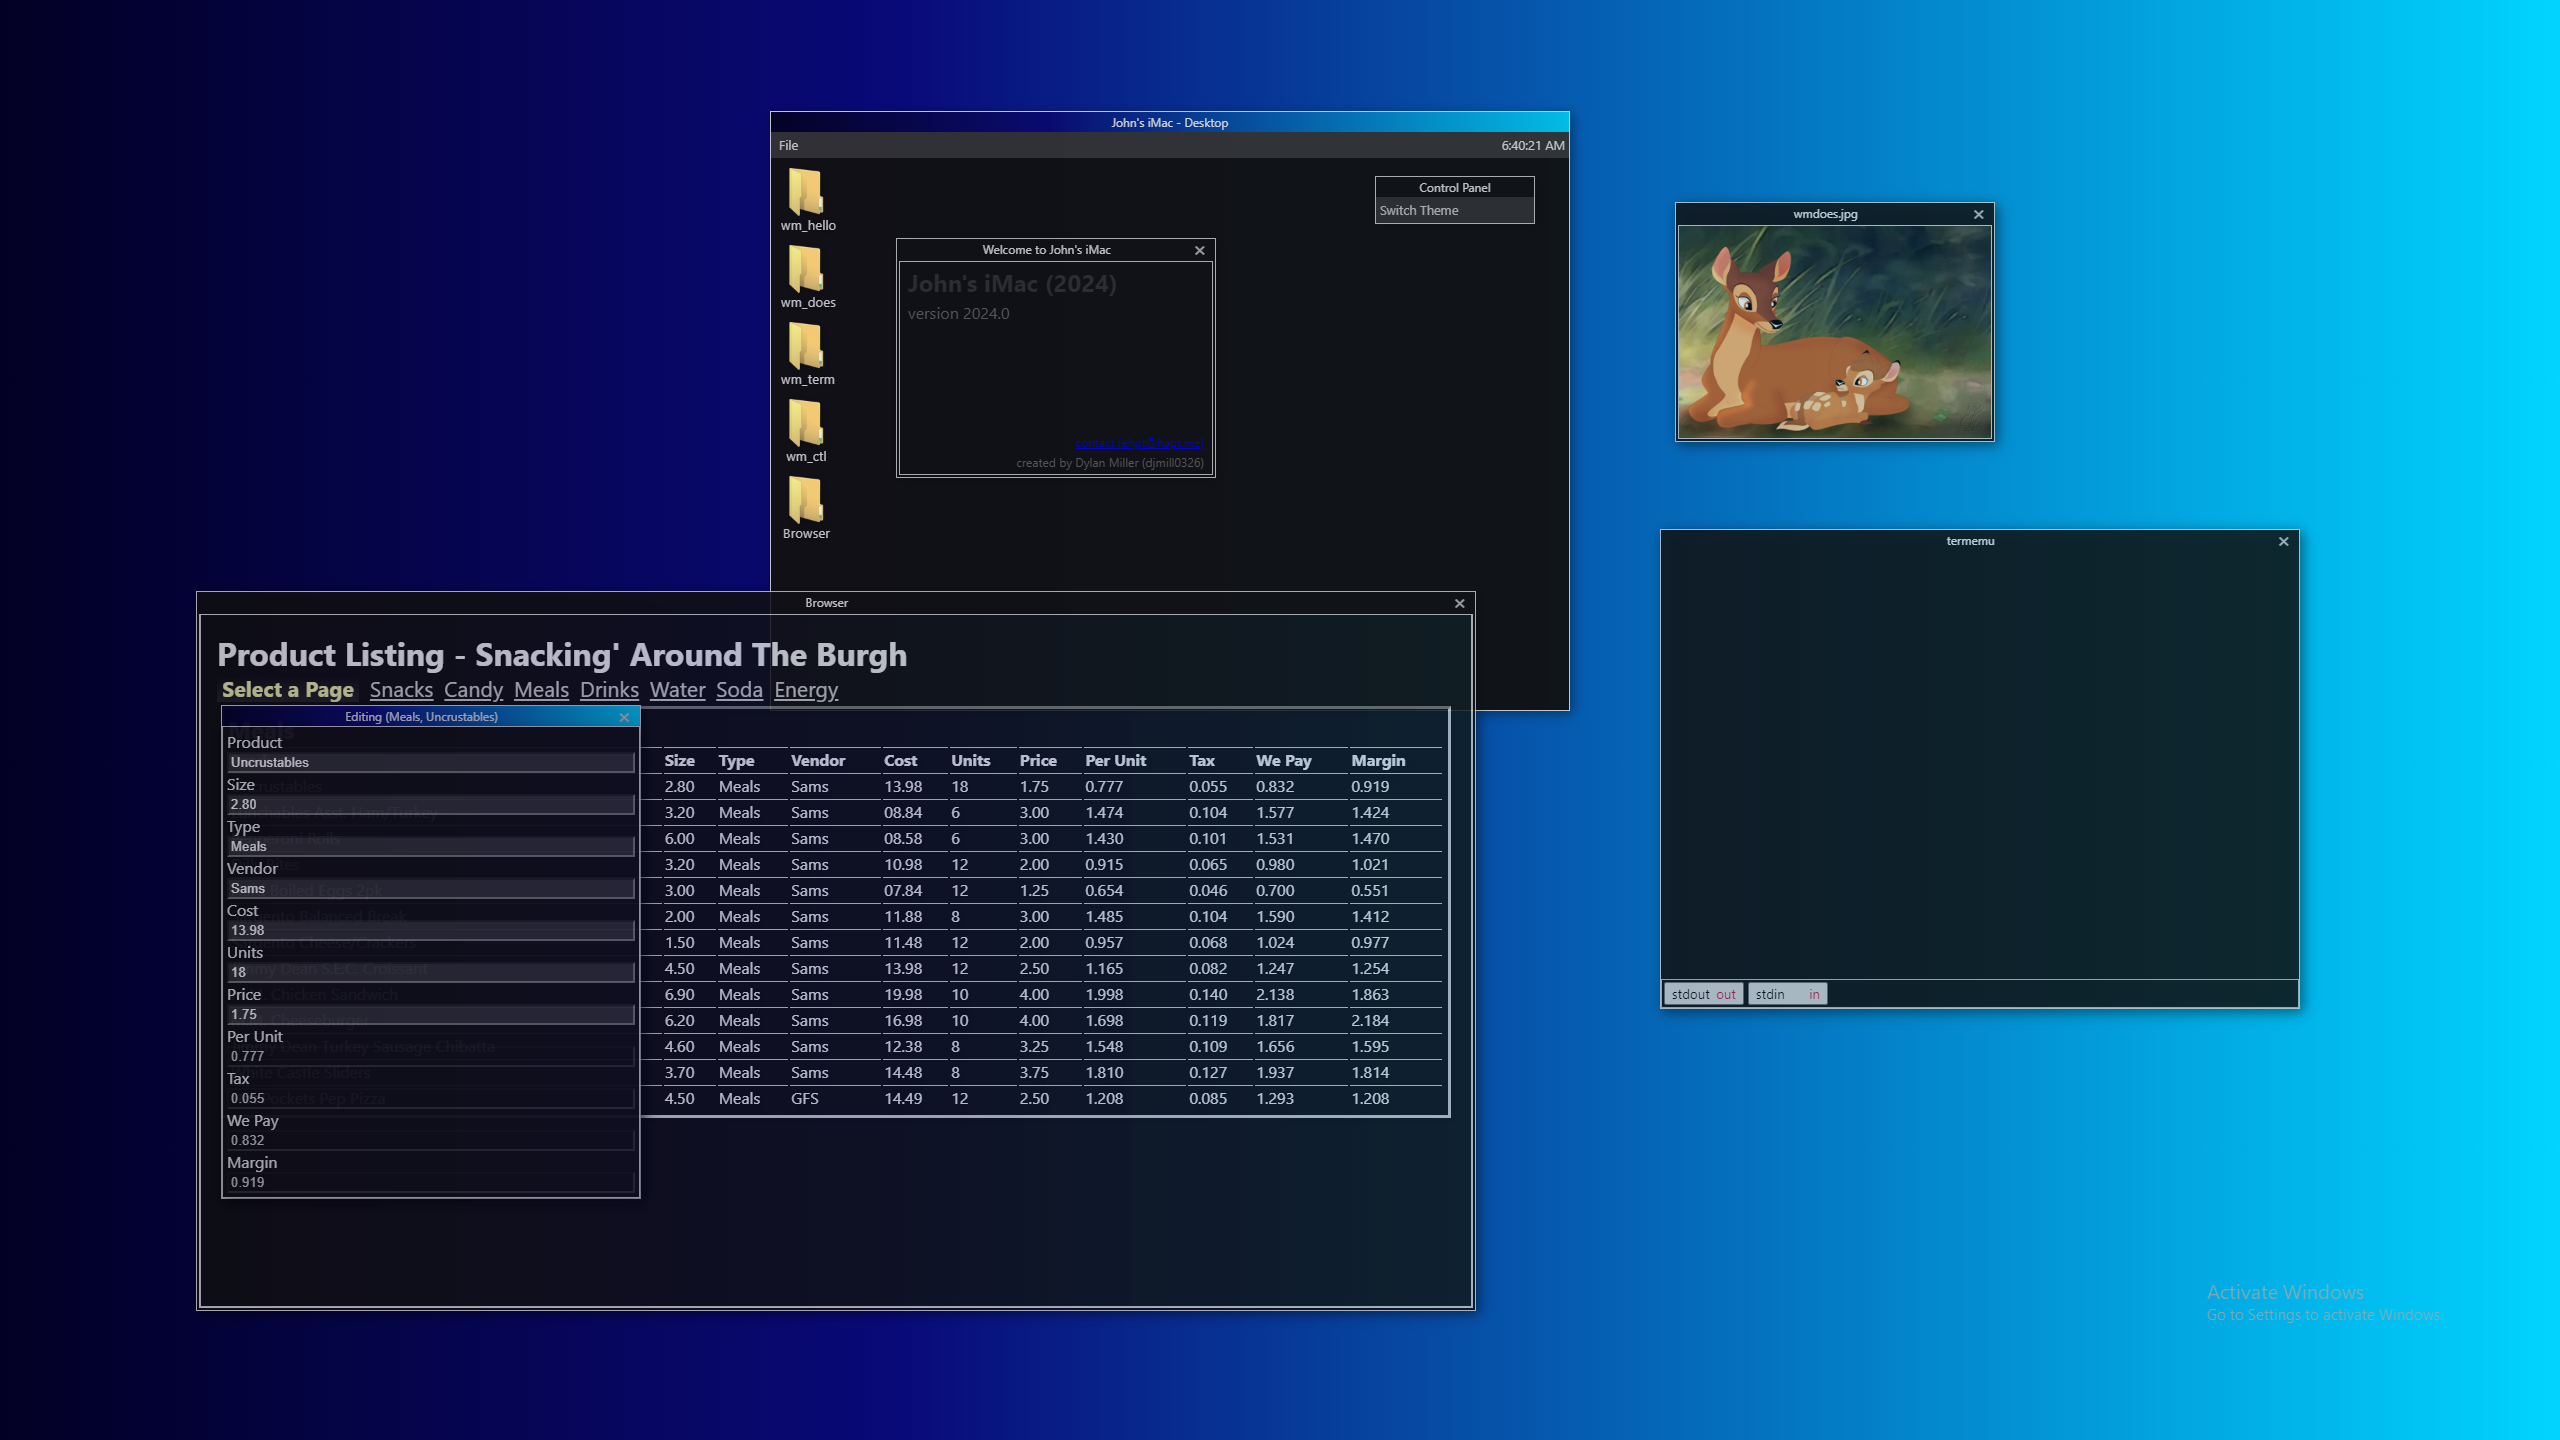 John's iMac - Desktop
File
6:40:21 AM
wm_hello
wm_does
wm_term
wm_ctl
Browser
Control Panel
Switch Theme
Welcome to John's iMac
John's iMac (2024)
version 2024.0
created by Dylan Miller (djmill0326)
wmdoes.jpg
termemu
stdout out stdin in
Browser
Product Listing - Snacking' Around The Burgh
Select a Page Snacks Candy Meals Drinks Water Soda Energy
Meals
Editing (Meals, Uncrustables)
Product
Uncrustables
Size
2.80
Type
Meals
Vendor
Sams
Cost
13.98
Units
18
Price
1.75
Per Unit
0.777
Tax
0.055
We Pay
0.832
Margin
0.919
Size Type Vendor Cost Units Price Per Unit Tax We Pay Margin
2.80 Meals Sams 13.98 18 1.75 0.777 0.055 0.832 0.919
3.20 Meals Sams 08.84 6 3.00 1.474 0.104 1.577 1.424
6.00 Meals Sams 08.58 6 3.00 1.430 0.101 1.531 1.470
3.20 Meals Sams 10.98 12 2.00 0.915 0.065 0.980 1.021
3.00 Meals Sams 07.84 12 1.25 0.654 0.046 0.700 0.551
2.00 Meals Sams 11.88 8 3.00 1.485 0.104 1.590 1.412
1.50 Meals Sams 11.48 12 2.00 0.957 0.068 1.024 0.977
4.50 Meals Sams 13.98 12 2.50 1.165 0.082 1.247 1.254
6.90 Meals Sams 19.98 10 4.00 1.998 0.140 2.138 1.863
6.20 Meals Sams 16.98 10 4.00 1.698 0.119 1.817 2.184
4.60 Meals Sams 12.38 8 3.25 1.548 0.109 1.656 1.595
3.70 Meals Sams 14.48 8 3.75 1.810 0.127 1.937 1.814
4.50 Meals GFS 14.49 12 2.50 1.208 0.085 1.293 1.208
Activate Windows
Go to Settings to activate Windows.